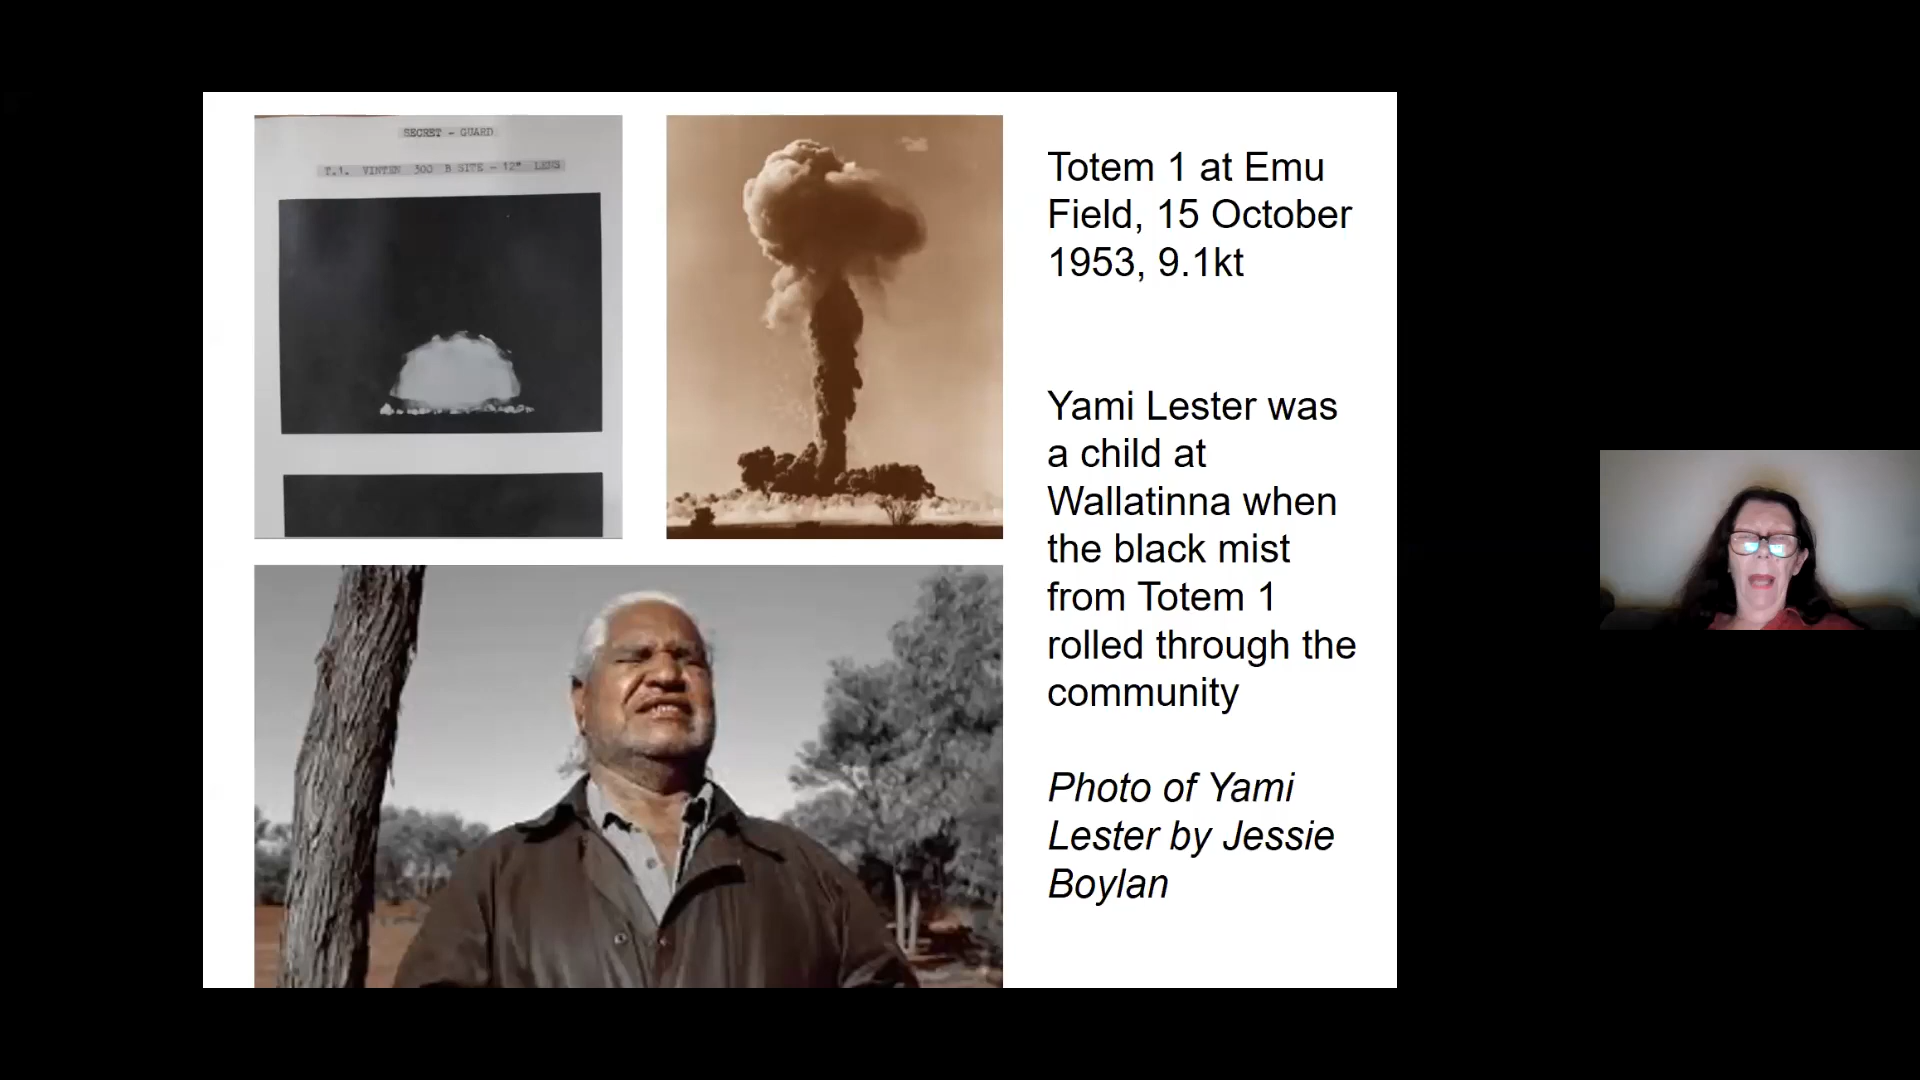 SECRET - GUARD
T.1. VINTEN 300 B SITE - 12" LENS
Totem 1 at Emu
Field, 15 October
1953, 9.1kt
Yami Lester was
a child at
Wallatinna when
the black mist
from Totem 1
rolled through the
community
Photo of Yami
Lester by Jessie
Boylan